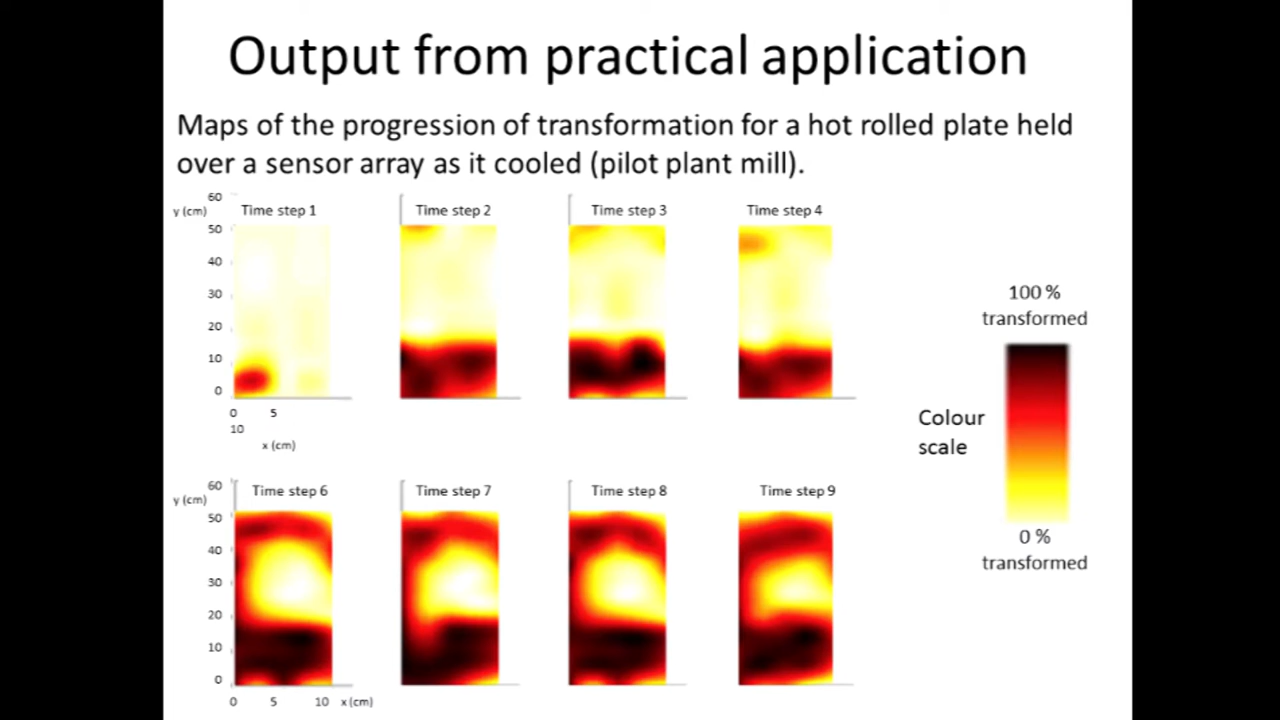 Output from practical application
Maps of the progression of transformation for a hot rolled plate held
over a sensor array as it cooled (pilot plant mill).
60
y (cm)
Time step 1
Time step 2
Time step 3
Time step 4
50
40
30
20
10
0
0 5
10
x (cm)
100 %
transformed
Colour
scale
0 %
transformed
60
y (cm)
Time step 6
Time step 7
Time step 8
Time step 9
50
40
30
20
10
0
0 5 10 x (cm)